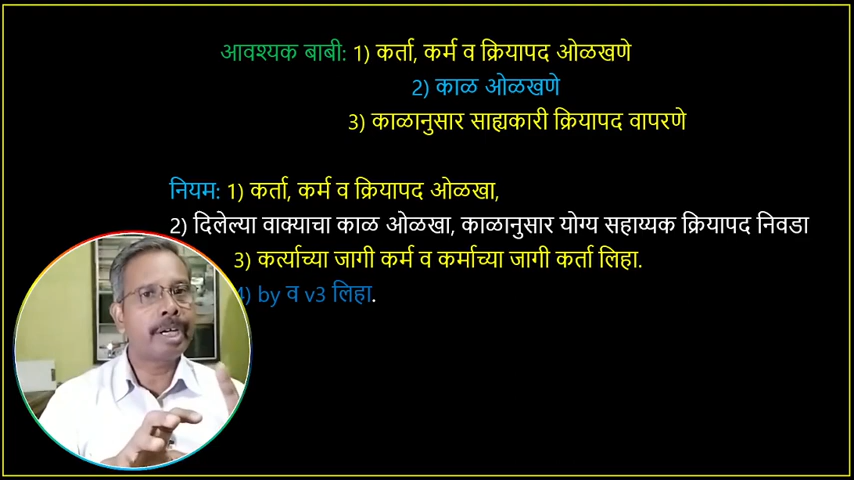 आवश्यक बाबी: 1) कर्ता, कर्म व क्रियापद ओळखणे
2) काळ ओळखणे
3) काळानुसार साह्यकारी क्रियापद वापरणे
नियम: 1) कर्ता, कर्म व क्रियापद ओळखा,
2) दिलेल्या वाक्याचा काळ ओळखा, काळानुसार योग्य सहाय्यक क्रियापद निवडा
3) कर्त्याच्या जागी कर्म व कर्माच्या जागी कर्ता लिहा.
4) by व v3 लिहा.